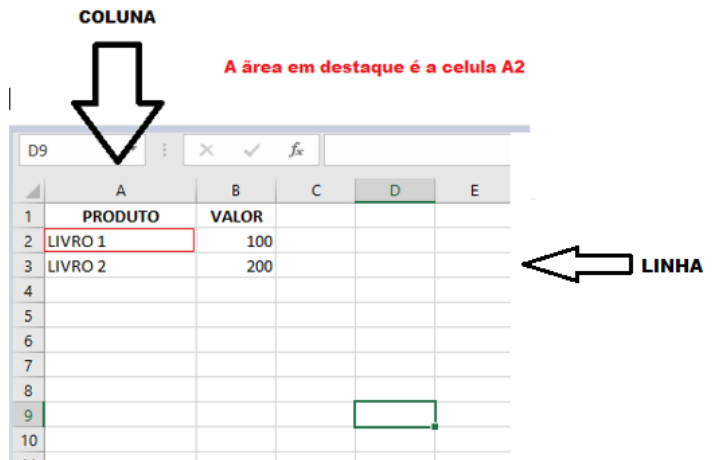 COLUNA
A ãrea em destaque é a celula A2
D9 fx
A B C D E
1 PRODUTO VALOR
2 LIVRO 1 100
3 LIVRO 2 200
LINHA
4
5
6
7
8
9
10